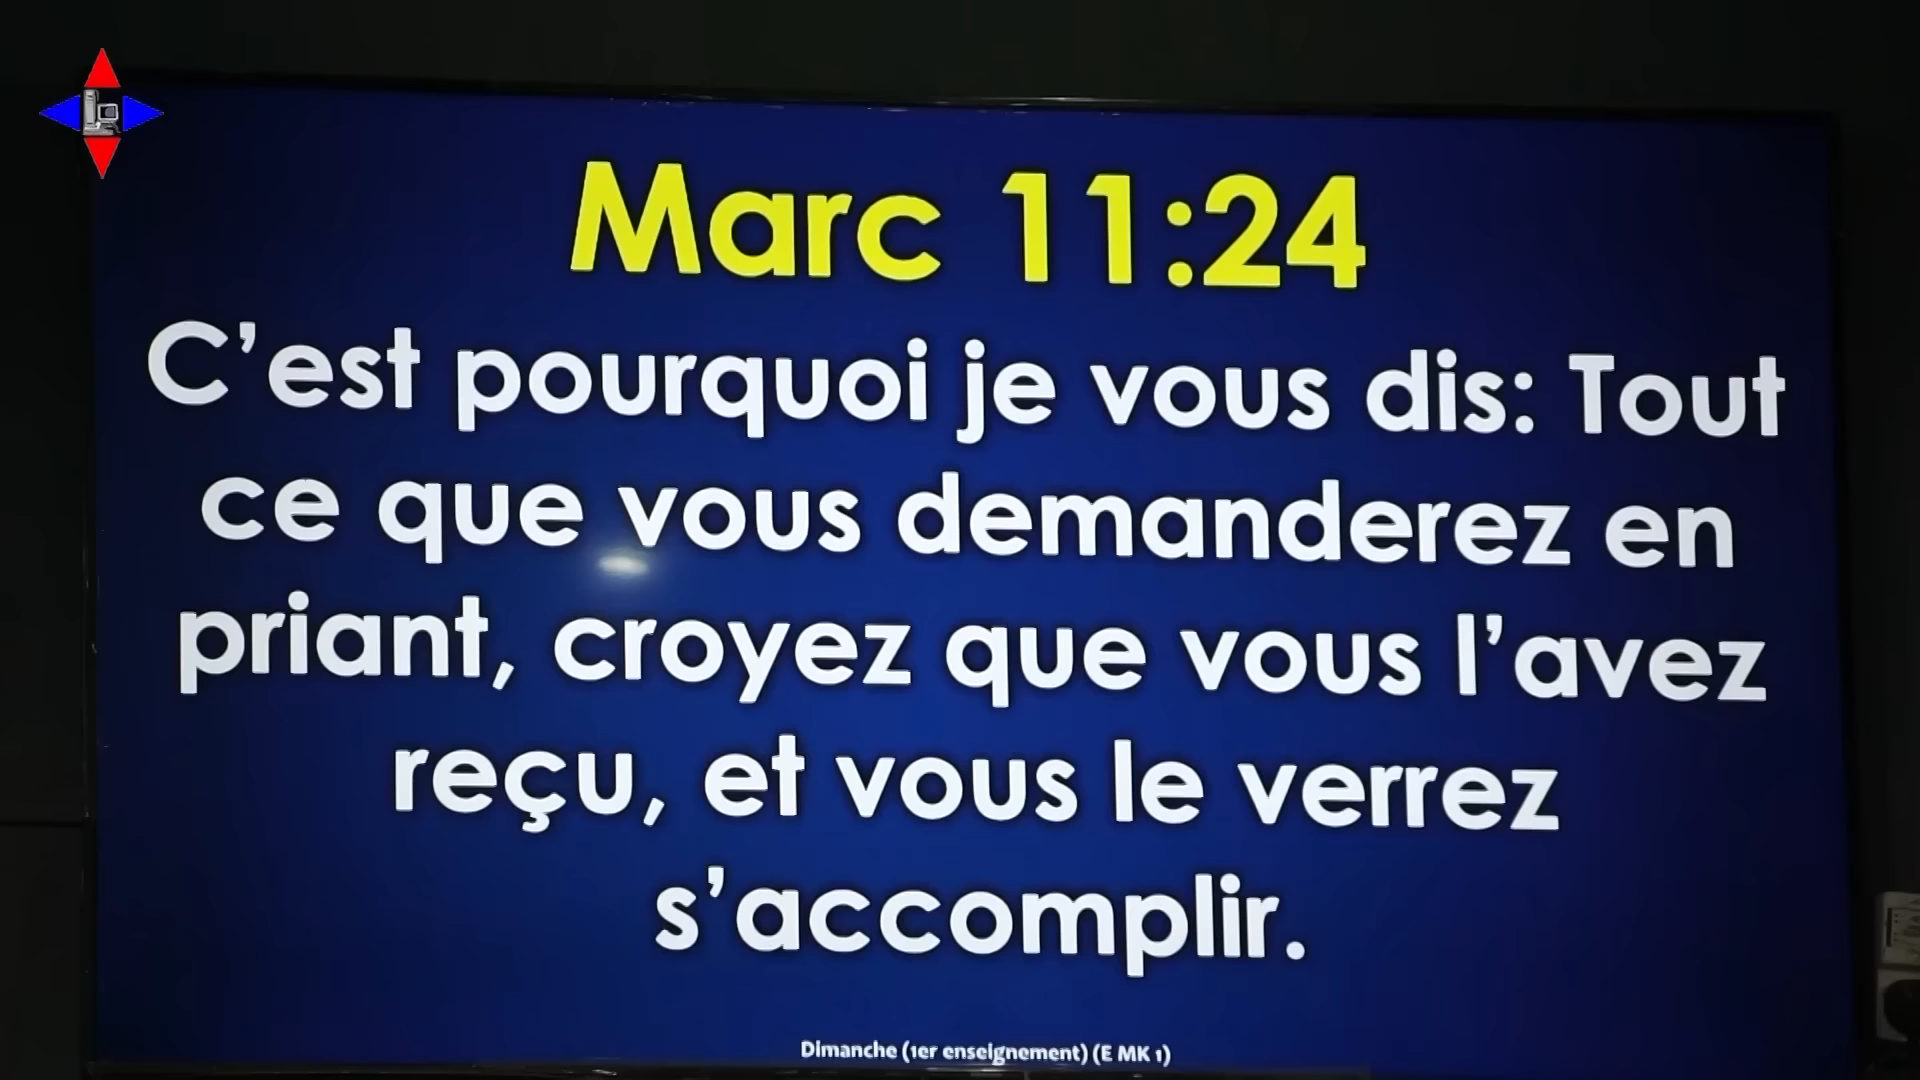 Marc 11:24
C’est pourquoi je vous dis: Tout
ce que vous demanderez en
priant, croyez que vous l’avez
reçu, et vous le verrez
s’accomplir.
Dimanche (1er enseignement) (E MK 1)